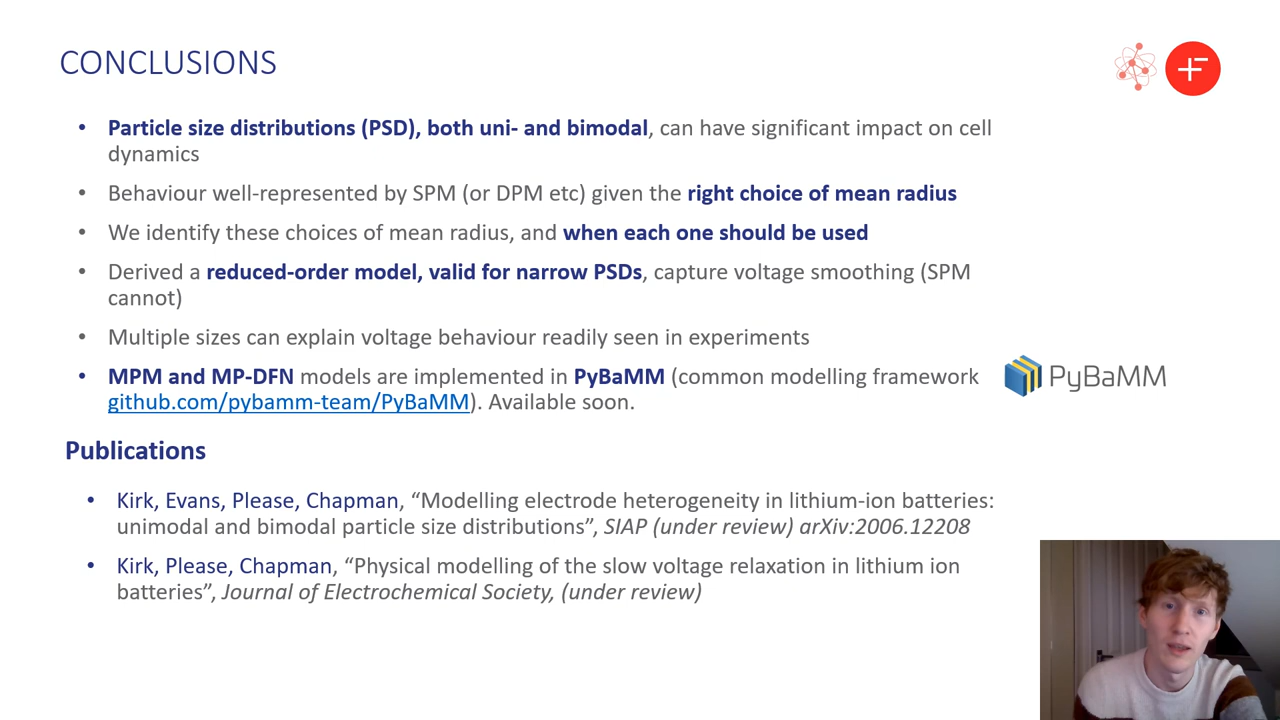 CONCLUSIONS
• Particle size distributions (PSD), both uni- and bimodal, can have significant impact on cell
dynamics
• Behaviour well-represented by SPM (or DPM etc) given the right choice of mean radius
• We identify these choices of mean radius, and when each one should be used
• Derived a reduced-order model, valid for narrow PSDs, capture voltage smoothing (SPM
cannot)
• Multiple sizes can explain voltage behaviour readily seen in experiments
• MPM and MP-DFN models are implemented in PyBaMM (common modelling framework
github.com/pybamm-team/PyBaMM). Available soon.
PyBaMM
Publications
• Kirk, Evans, Please, Chapman, “Modelling electrode heterogeneity in lithium-ion batteries:
unimodal and bimodal particle size distributions”, SIAP (under review) arXiv:2006.12208
• Kirk, Please, Chapman, “Physical modelling of the slow voltage relaxation in lithium ion
batteries”, Journal of Electrochemical Society, (under review)